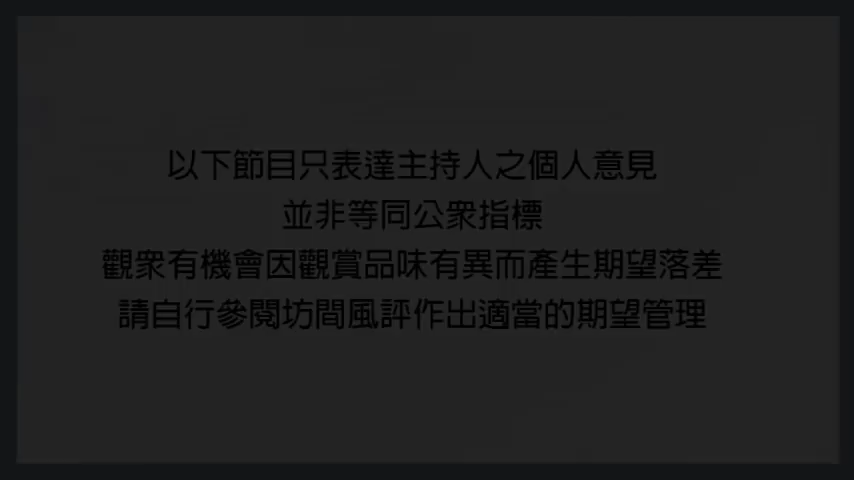 以下節目只表達主持人之個人意見
並非等同公眾指標
觀眾有機會因觀賞品味有異而產生期望落差
請自行參閱坊間風評作出適當的期望管理